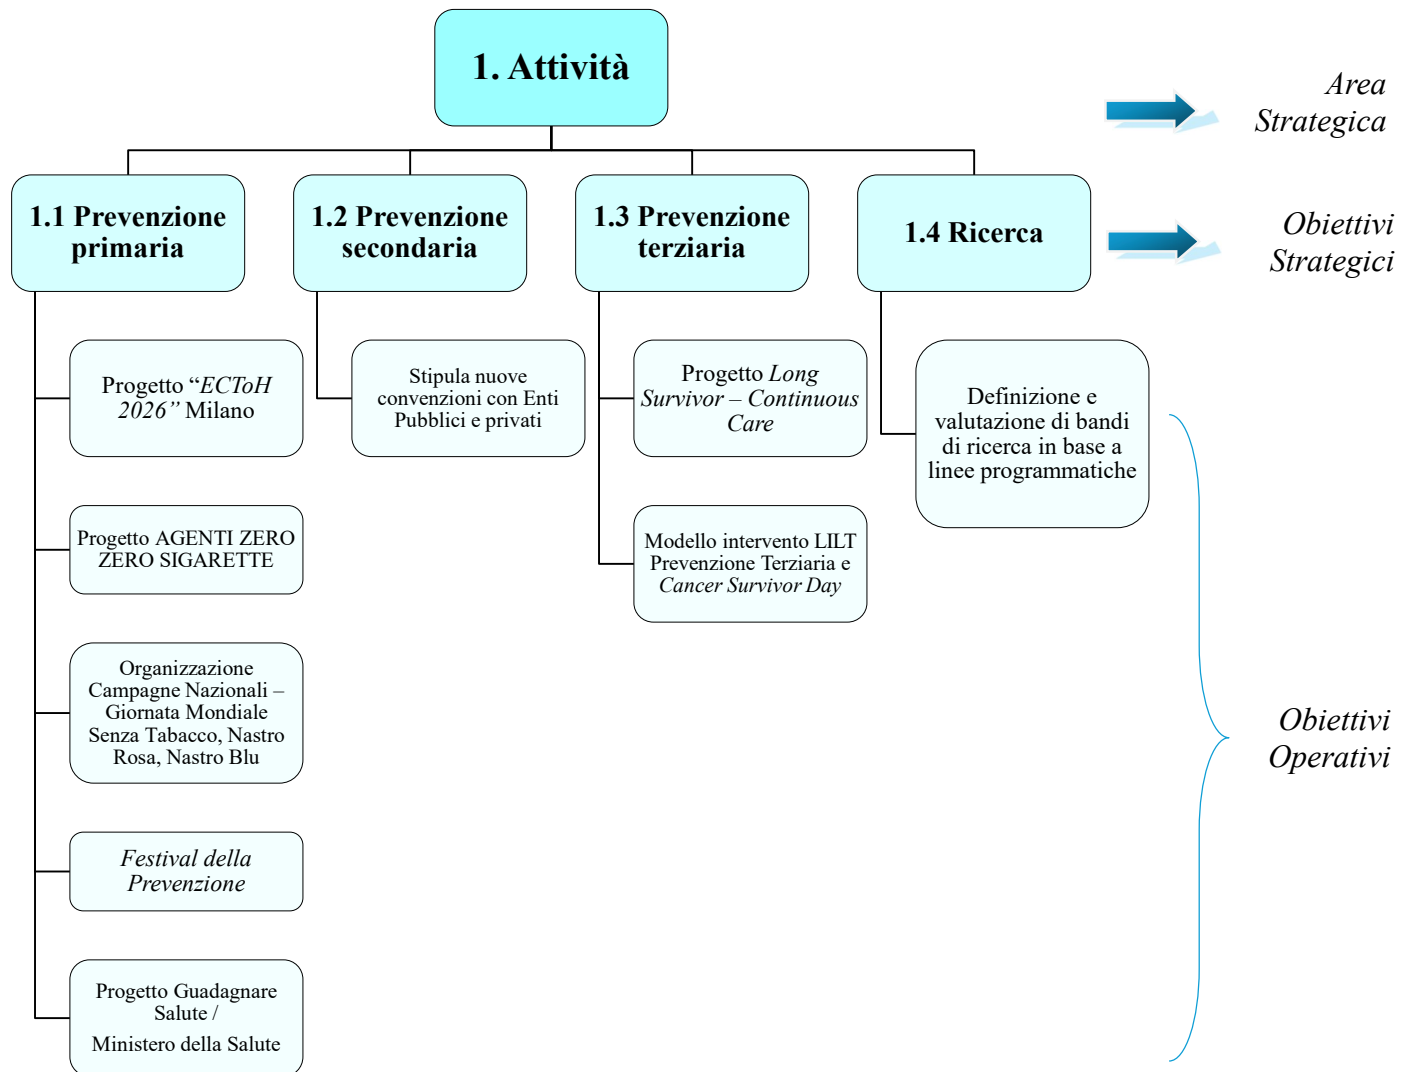 1. Attività
Area
Strategica
1.1 Prevenzione
primaria
1.2 Prevenzione
secondaria
1.3 Prevenzione
terziaria
1.4 Ricerca
Obiettivi
Strategici
Progetto “ECToH
2026” Milano
Progetto AGENTI ZERO
ZERO SIGARETTE
Organizzazione
Campagne Nazionali –
Giornata Mondiale
Senza Tabacco, Nastro
Rosa, Nastro Blu
Festival della
Prevenzione
Progetto Guadagnare
Salute /
Ministero della Salute
Stipula nuove
convenzioni con Enti
Pubblici e privati
Progetto Long
Survivor – Continuous
Care
Modello intervento LILT
Prevenzione Terziaria e
Cancer Survivor Day
Definizione e
valutazione di bandi
di ricerca in base a
linee programmatiche
Obiettivi
Operativi